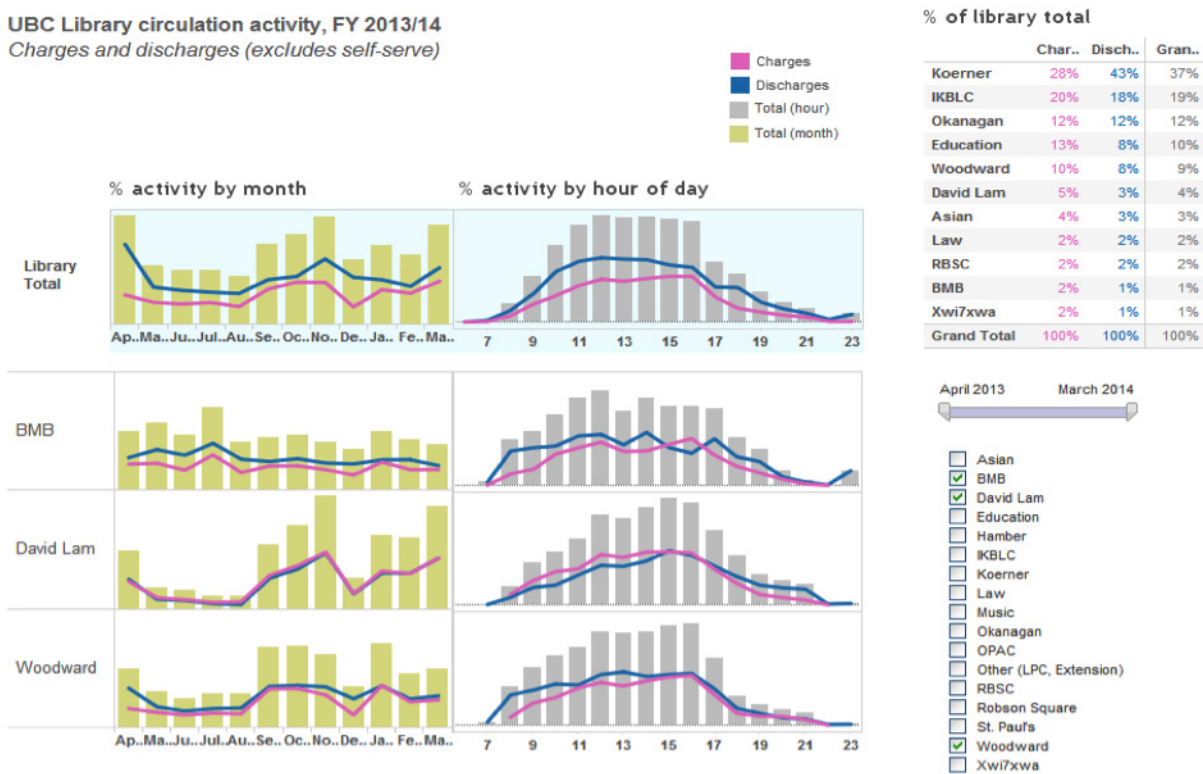 UBC Library circulation activity, FY 2013/14
Charges and discharges (excludes self-serve)
Charges
Discharges
Total (hour)
Total (month)
% activity by month
% activity by hour of day
Library
Total
Ap.. Ma.. Ju.. Jul.. Au.. Se.. Oc.. No.. De.. Ja.. Fe.. Ma..
7 9 11 13 15 17 19 21 23
BMB
David Lam
Woodward
Ap.. Ma.. Ju.. Jul.. Au.. Se.. Oc.. No.. De.. Ja.. Fe.. Ma..
7 9 11 13 15 17 19 21 23
% of library total
Char.. Disch.. Gran..
Koerner 28% 43% 37%
IKBLC 20% 18% 19%
Okanagan 12% 12% 12%
Education 13% 8% 10%
Woodward 10% 8% 9%
David Lam 5% 3% 4%
Asian 4% 3% 3%
Law 2% 2% 2%
RBSC 2% 2% 2%
BMB 2% 1% 1%
Xwi7xwa 2% 1% 1%
Grand Total 100% 100% 100%
April 2013 March 2014
Asian
BMB
David Lam
Education
Hamber
IKBLC
Koerner
Law
Music
Okanagan
OPAC
Other (LPC, Extension)
RBSC
Robson Square
St. Paul's
Woodward
Xwi7xwa